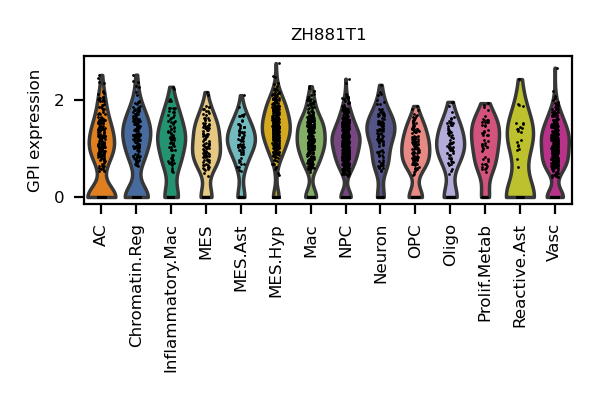 ZH881T1
GPI expression
2
0
AC
Chromatin.Reg
Inflammatory.Mac
MES
MES.Ast
MES.Hyp
Mac
NPC
Neuron
OPC
Oligo
Prolif.Metab
Reactive.Ast
Vasc